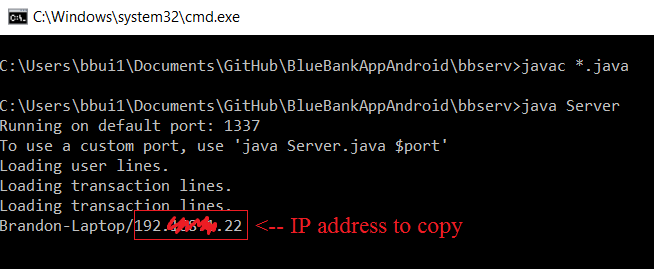 C:\Windows\system32\cmd.exe
C:\Users\bbui1\Documents\GitHub\BlueBankAppAndroid\bbserv>javac *.java
C:\Users\bbui1\Documents\GitHub\BlueBankAppAndroid\bbserv>java Server
Running on default port: 1337
To use a custom port, use 'java Server.java $port'
Loading user lines.
Loading transaction lines.
Loading transaction lines.
Brandon-Laptop/192. .22 <-- IP address to copy